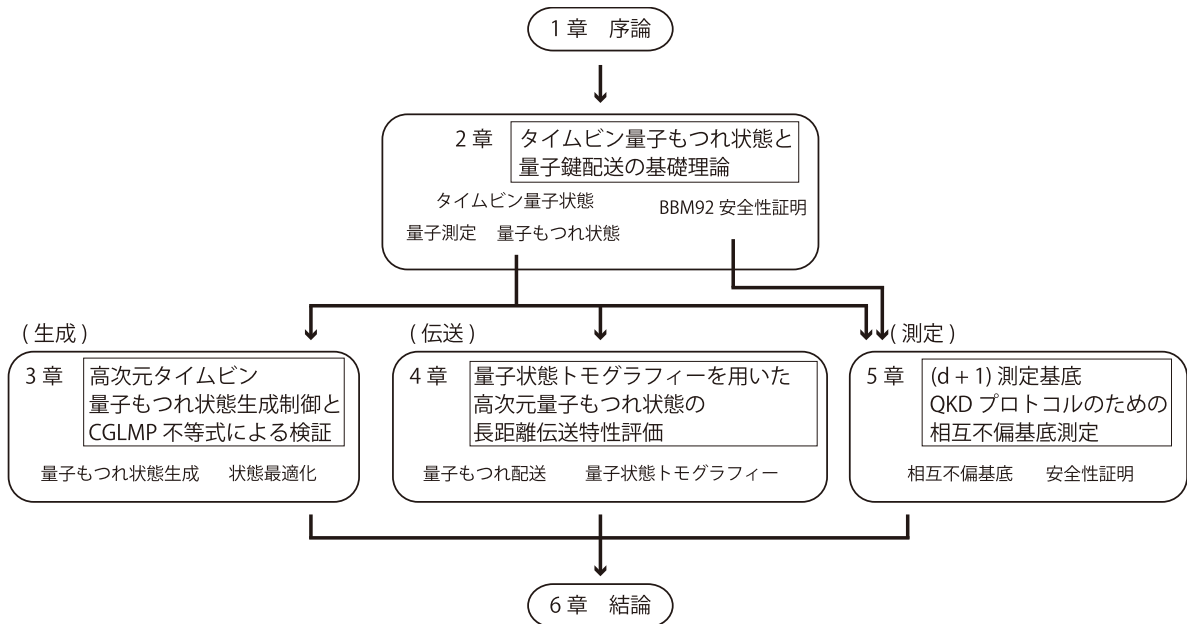 1 章　序論
2 章
タイムビン量子もつれ状態と
量子鍵配送の基礎理論
タイムビン量子状態
BBM92 安全性証明
量子測定　量子もつれ状態
( 生成 )
3 章
高次元タイムビン
量子もつれ状態生成制御と
CGLMP 不等式による検証
量子もつれ状態生成　状態最適化
( 伝送 )
4 章
量子状態トモグラフィーを用いた
高次元量子もつれ状態の
長距離伝送特性評価
量子もつれ配送　量子状態トモグラフィー
( 測定 )
5 章
(d + 1) 測定基底
QKD プロトコルのための
相互不偏基底測定
相互不偏基底　安全性証明
6 章　結論